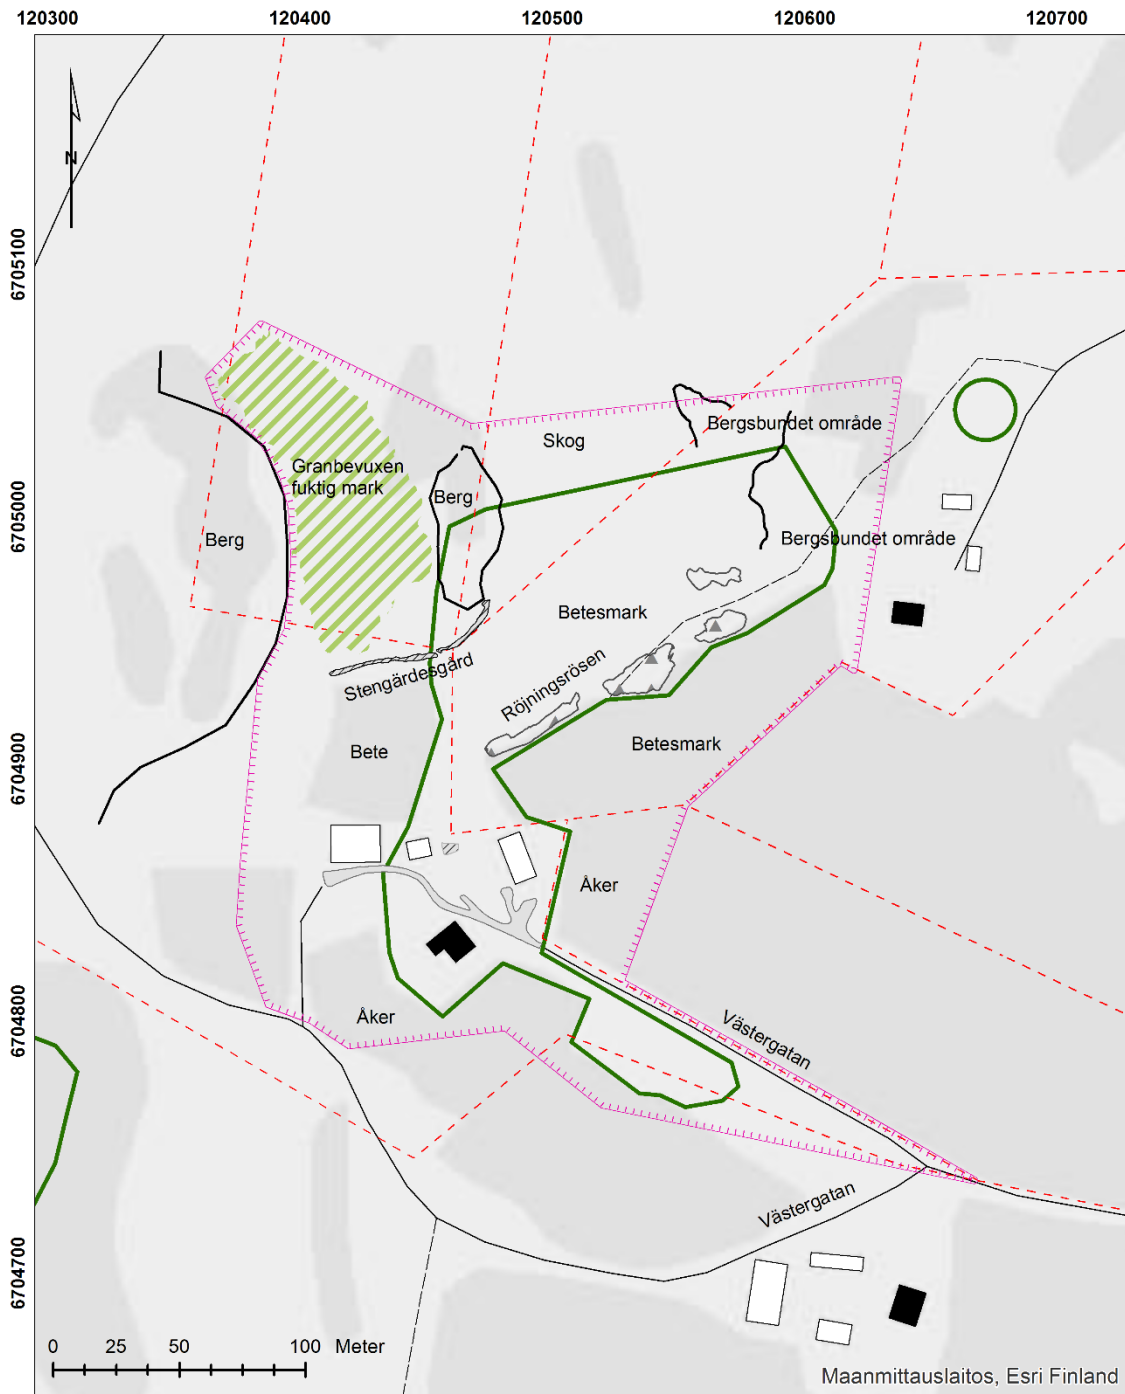 120300 120400 120500 120600 120700
6705100
6705000
6704900
6704800
6704700
N
Skog
Bergsbundet område
Granbevuxen
fuktig mark
Berg
Berg
Bergsbundet område
Betesmark
Stengärdesgård
Röjningsrösen
Bete
Betesmark
Åker
Åker
Västergatan
Västergatan
0 25 50 100 Meter
Maanmittauslaitos, Esri Finland